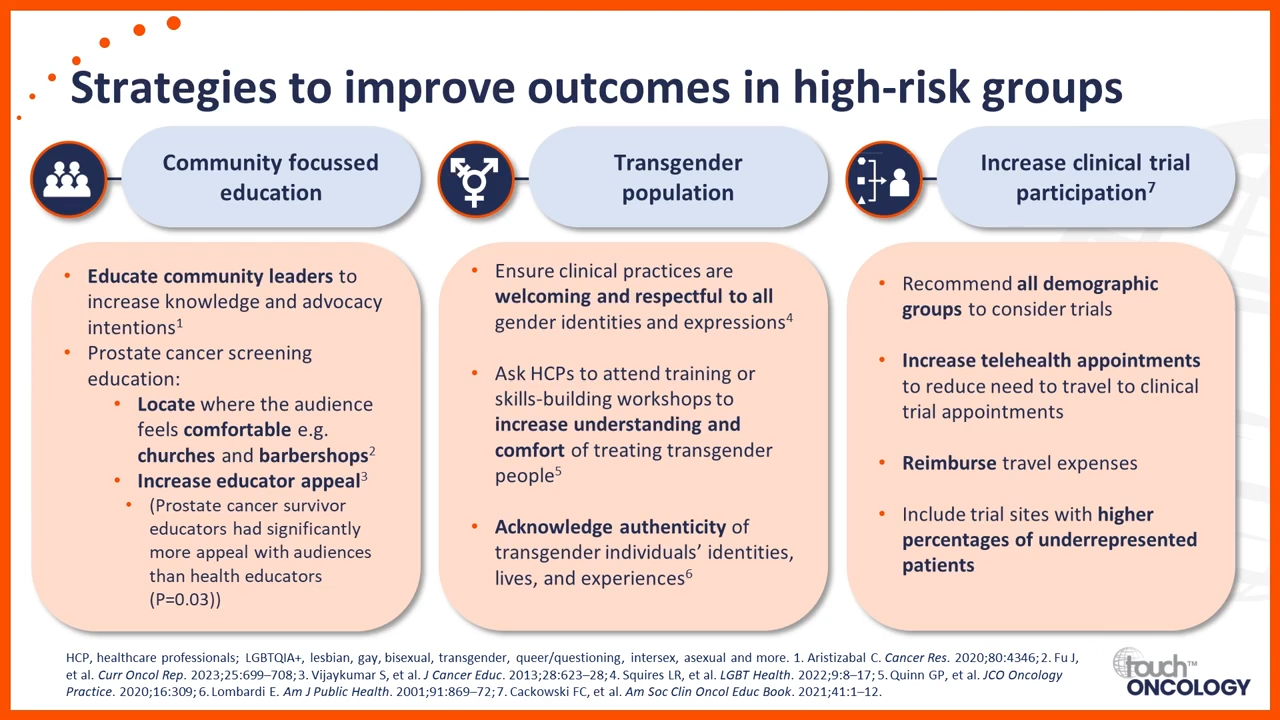 Strategies to improve outcomes in high-risk groups
Community focussed
education
• Educate community leaders to
increase knowledge and advocacy
intentions1
• Prostate cancer screening
education:
• Locate where the audience
feels comfortable e.g.
churches and barbershops2
• Increase educator appeal3
• (Prostate cancer survivor
educators had significantly
more appeal with audiences
than health educators
(P=0.03))
Transgender
population
• Ensure clinical practices are
welcoming and respectful to all
gender identities and expressions4
• Ask HCPs to attend training or
skills-building workshops to
increase understanding and
comfort of treating transgender
people5
• Acknowledge authenticity of
transgender individuals’ identities,
lives, and experiences6
Increase clinical trial
participation7
• Recommend all demographic
groups to consider trials
• Increase telehealth appointments
to reduce need to travel to clinical
trial appointments
• Reimburse travel expenses
• Include trial sites with higher
percentages of underrepresented
patients
HCP, healthcare professionals; LGBTQIA+, lesbian, gay, bisexual, transgender, queer/questioning, intersex, asexual and more. 1. Aristizabal C. Cancer Res. 2020;80:4346; 2. Fu J,
et al. Curr Oncol Rep. 2023;25:699–708; 3. Vijaykumar S, et al. J Cancer Educ. 2013;28:623–28; 4. Squires LR, et al. LGBT Health. 2022;9:8–17; 5. Quinn GP, et al. JCO Oncology
Practice. 2020;16:309; 6. Lombardi E. Am J Public Health. 2001;91:869–72; 7. Cackowski FC, et al. Am Soc Clin Oncol Educ Book. 2021;41:1–12.
touch™
ONCOLOGY